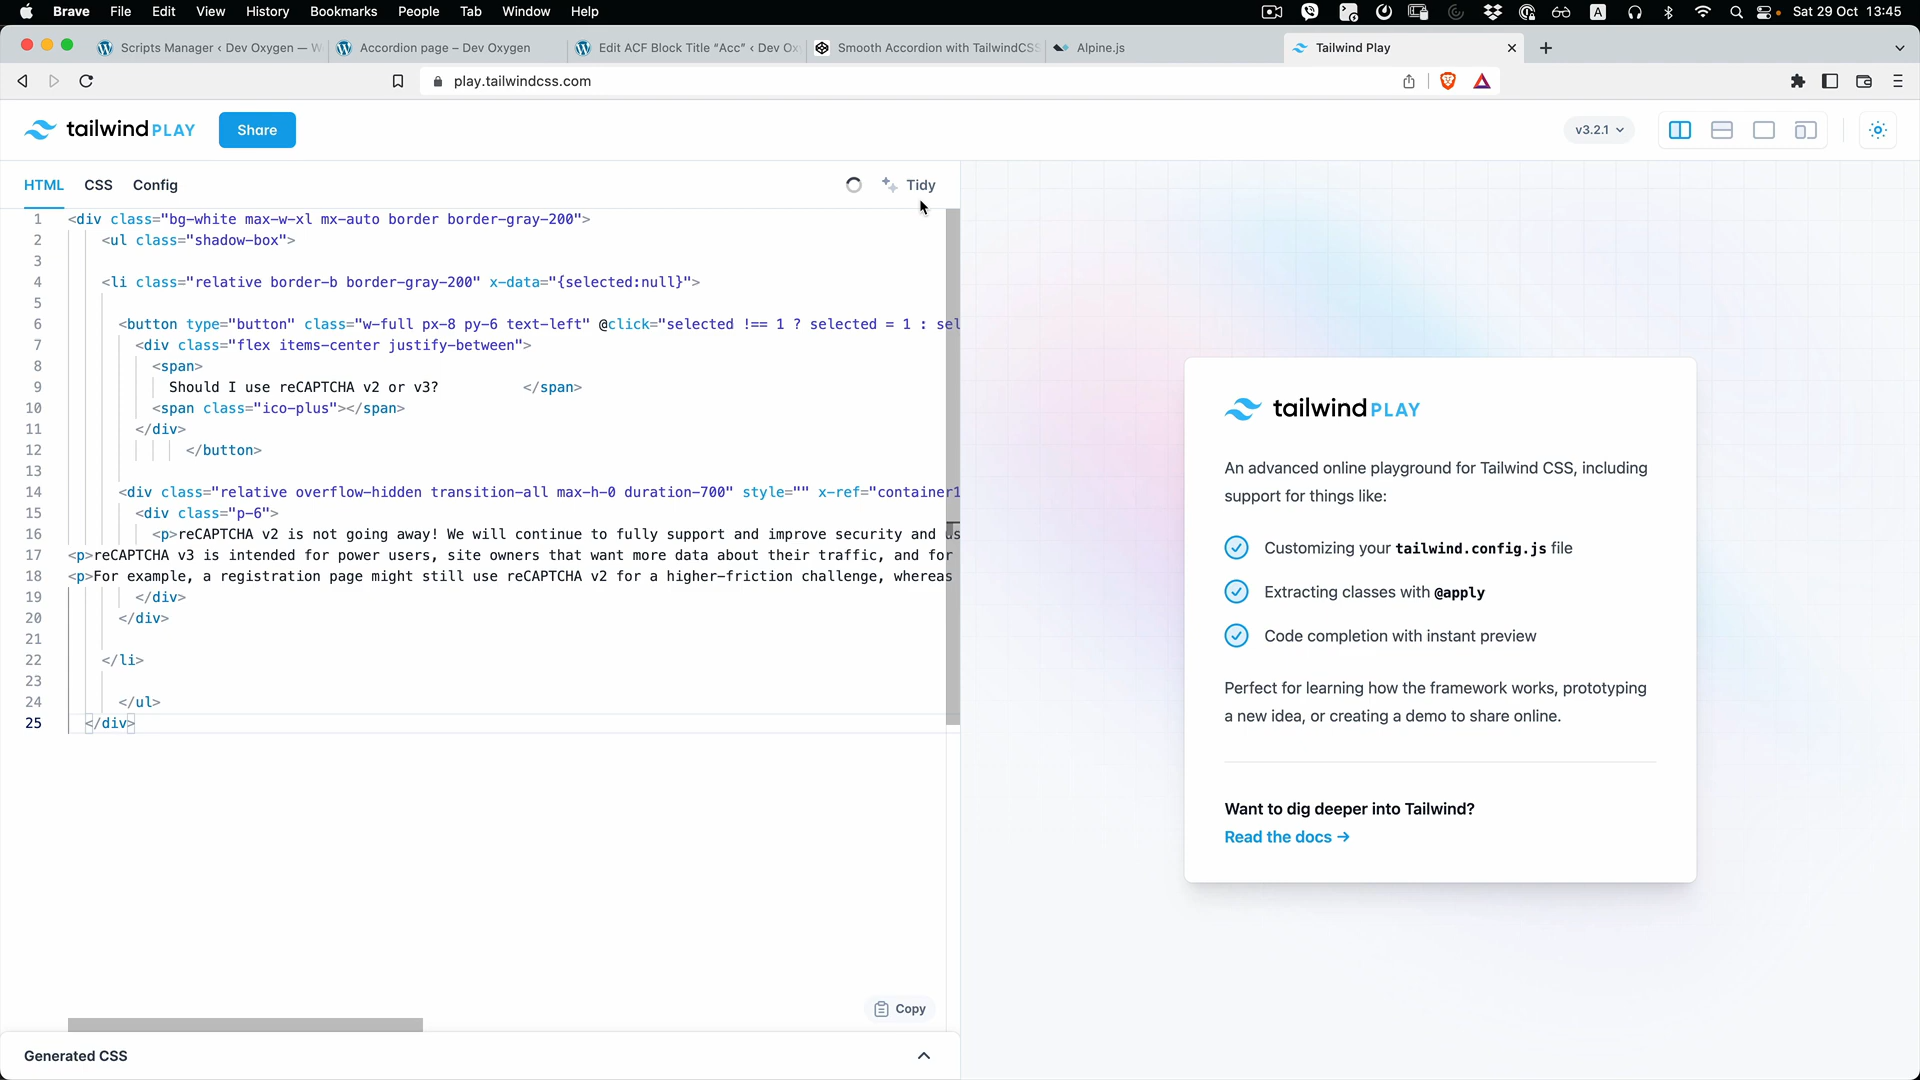 Brave File Edit View History Bookmarks People Tab Window Help A Sat 29 Oct 13:45
Scripts Manager ‹ Dev Oxygen — W Accordion page – Dev Oxygen Edit ACF Block Title “Acc” ‹ Dev Ox Smooth Accordion with TailwindCSS Alpine.js Tailwind Play
play.tailwindcss.com
tailwind PLAY Share v3.2.1
HTML CSS Config Tidy
1 <div class="bg-white max-w-xl mx-auto border border-gray-200">
2 <ul class="shadow-box">
3
4 <li class="relative border-b border-gray-200" x-data="{selected:null}">
5
6 <button type="button" class="w-full px-8 py-6 text-left" @click="selected !== 1 ? selected = 1 : sel
7 <div class="flex items-center justify-between">
8 <span>
9 Should I use reCAPTCHA v2 or v3? </span>
10 <span class="ico-plus"></span>
11 </div>
12 </button>
13
14 <div class="relative overflow-hidden transition-all max-h-0 duration-700" style="" x-ref="container1
15 <div class="p-6">
16 <p>reCAPTCHA v2 is not going away! We will continue to fully support and improve security and us
17 <p>reCAPTCHA v3 is intended for power users, site owners that want more data about their traffic, and for
18 <p>For example, a registration page might still use reCAPTCHA v2 for a higher-friction challenge, whereas
19 </div>
20 </div>
21
22 </li>
23
24 </ul>
25 </div>
Copy
Generated CSS
tailwind PLAY
An advanced online playground for Tailwind CSS, including
support for things like:
Customizing your tailwind.config.js file
Extracting classes with @apply
Code completion with instant preview
Perfect for learning how the framework works, prototyping
a new idea, or creating a demo to share online.
Want to dig deeper into Tailwind?
Read the docs →